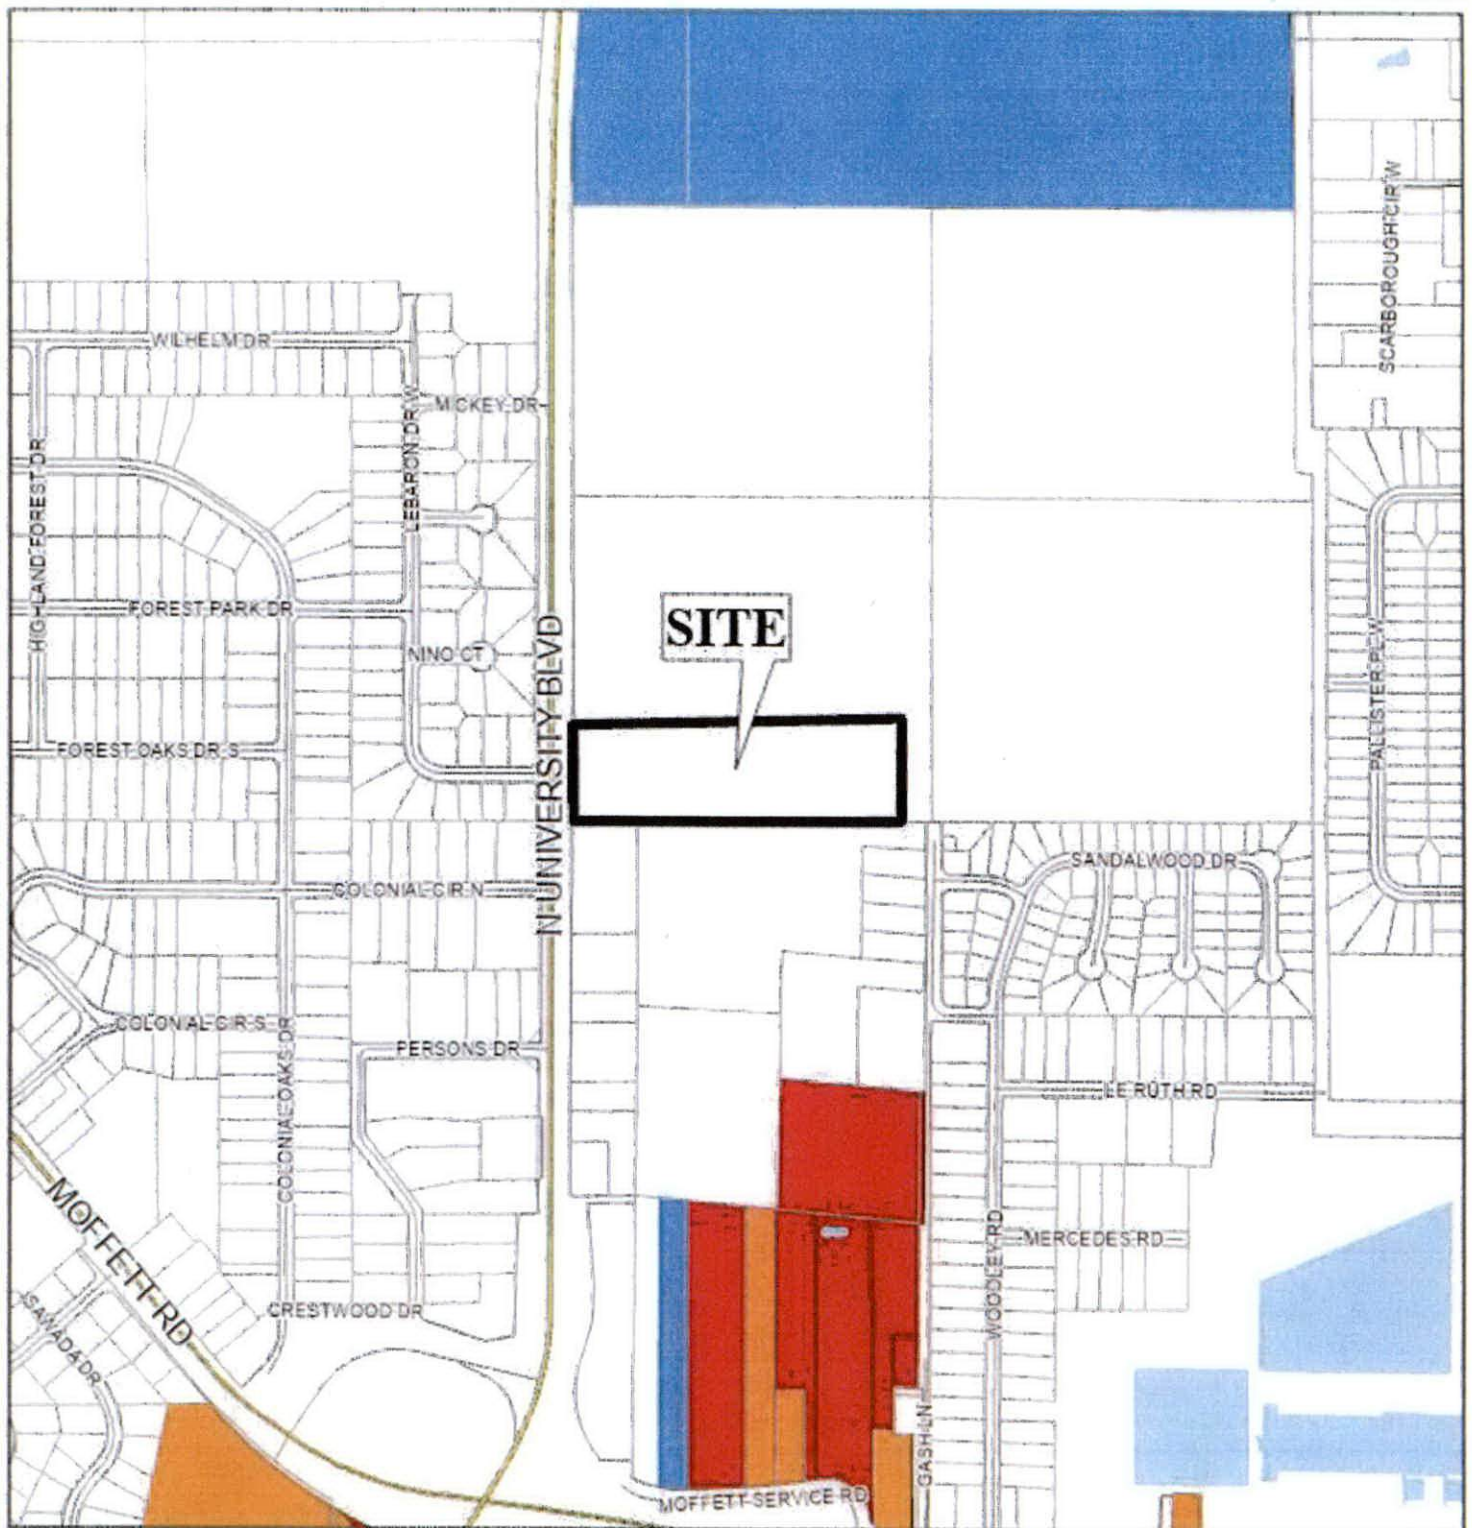 SCARBOROUGH CIR W
WILHELM DR
MICKEY DR
LEBARON DR W
HIGHLAND FOREST DR
FOREST PARK DR
SITE
NINO CT
N UNIVERSITY BLVD
PALLISTER PL W
FOREST OAKS DR S
SANDALWOOD DR
COLONIAL CIR N
COLONIAL CIR S
COLONIAL OAKS DR
PERSONS DR
LE RUTH RD
MOFFETT RD
WOODLEY RD
MERCEDES RD
CRESTWOOD DR
SAWADA DR
GASH LN
MOFFETT SERVICE RD